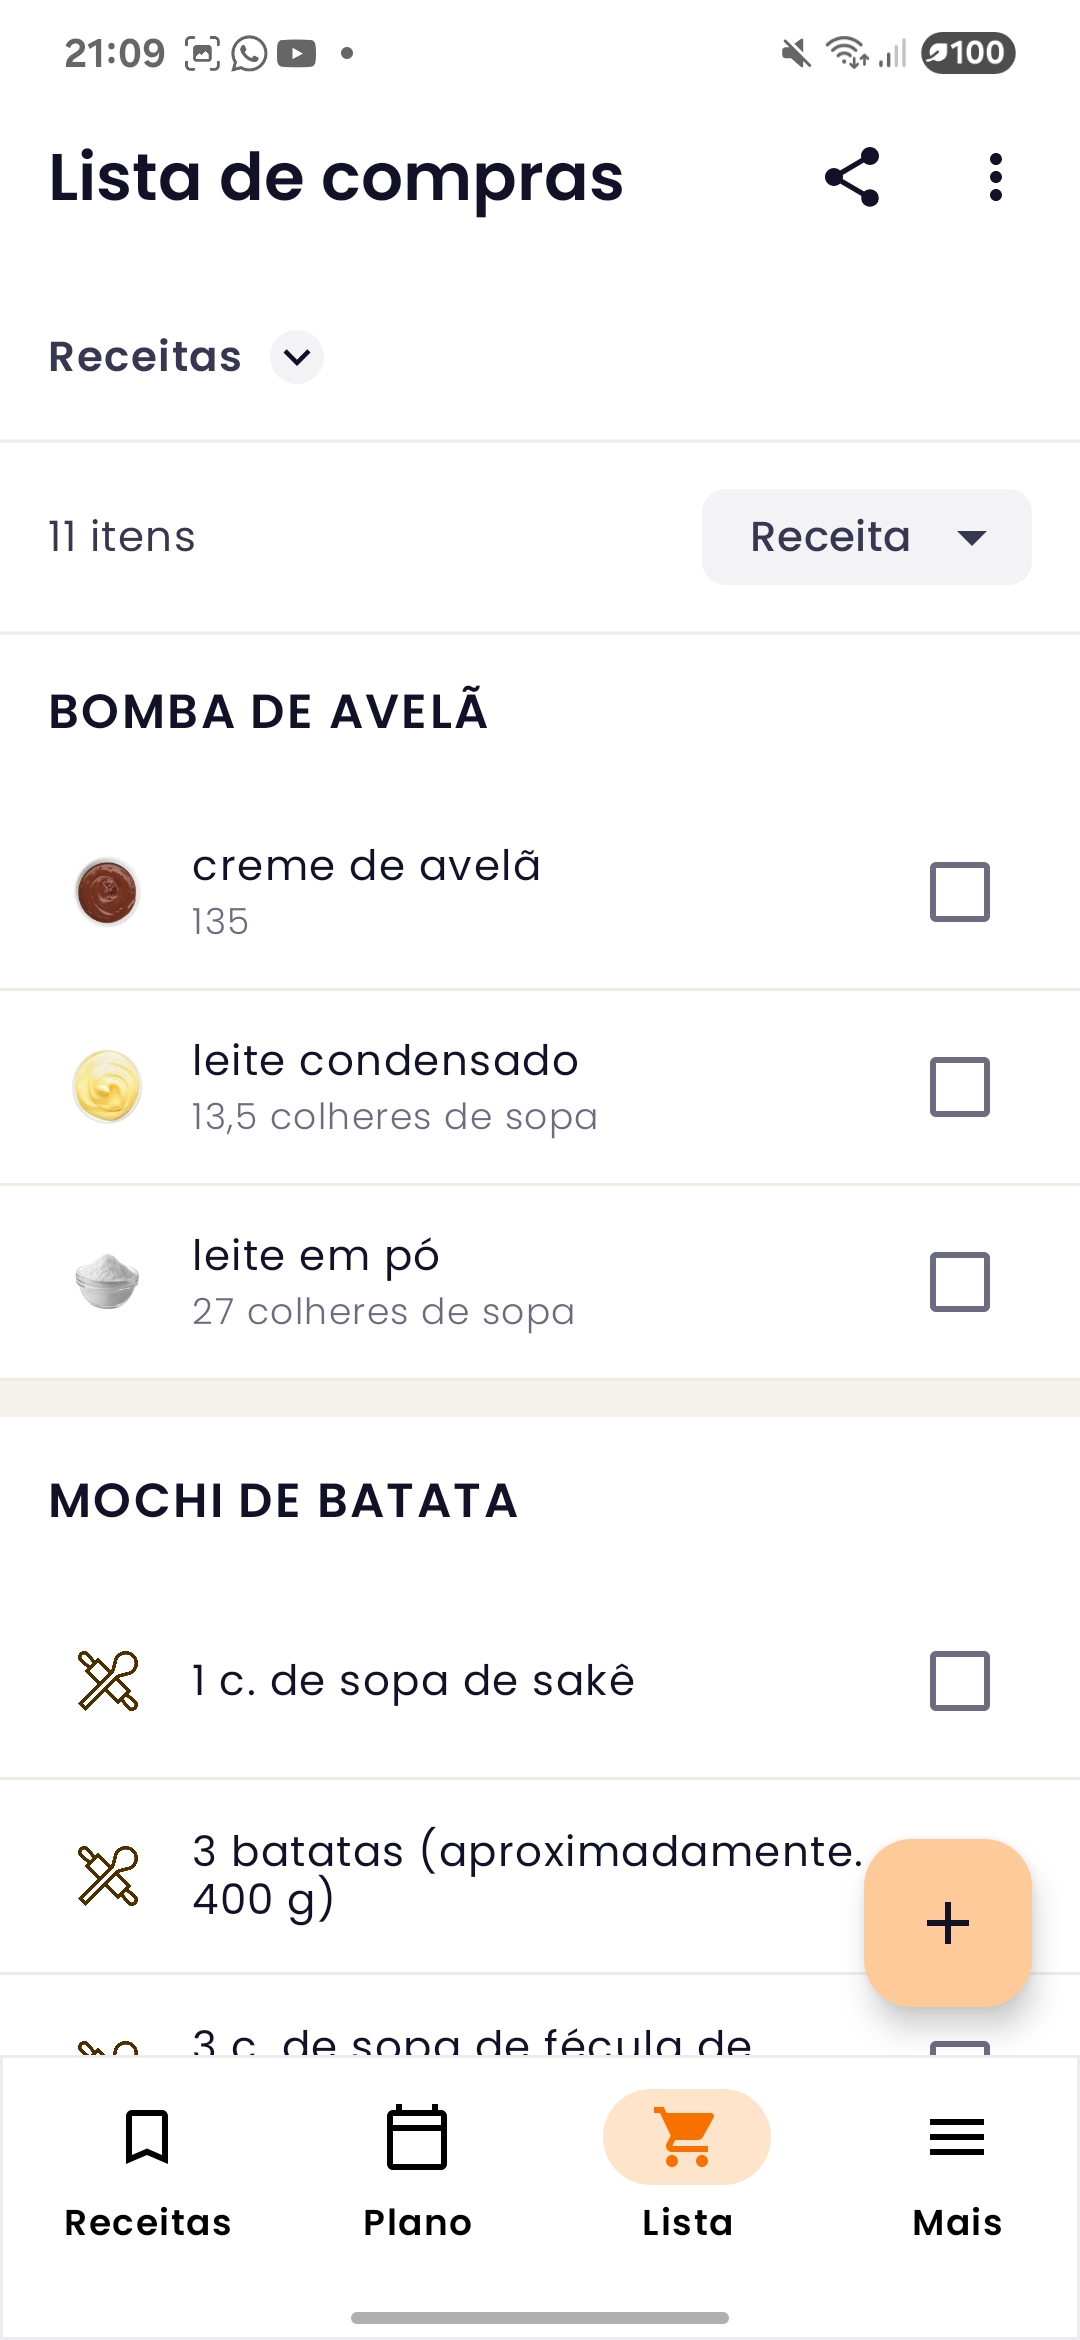 21:09
100
Lista de compras
Receitas
11 itens
Receita
BOMBA DE AVELÃ
creme de avelã
135
leite condensado
13,5 colheres de sopa
leite em pó
27 colheres de sopa
MOCHI DE BATATA
1 c. de sopa de sakê
3 batatas (aproximadamente.
400 g)
3 c. de sopa de fécula de
Receitas
Plano
Lista
Mais